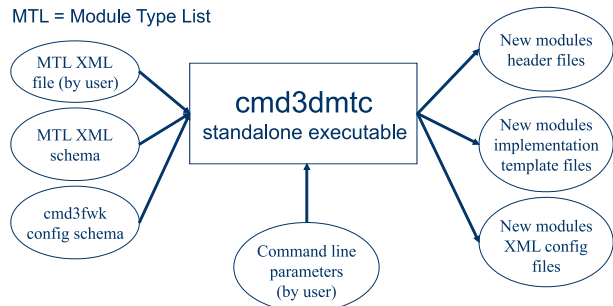 MTL = Module Type List
MTL XML
file (by user)
MTL XML
schema
cmd3fwk
config schema
cmd3dmtc
standalone executable
Command line
parameters
(by user)
New modules
header files
New modules
implementation
template files
New modules
XML config
files